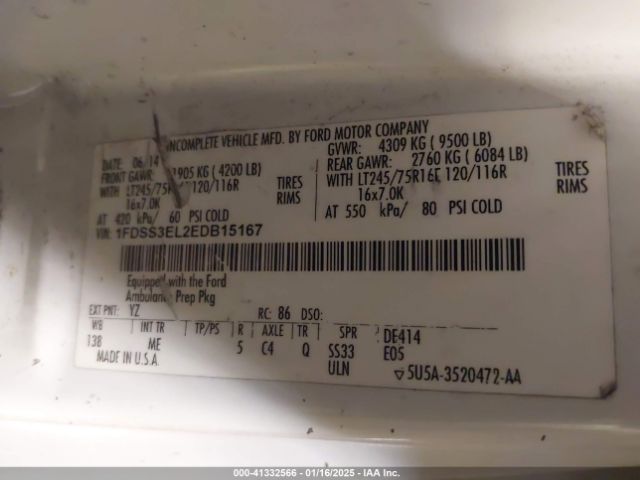 INCOMPLETE VEHICLE MFD. BY FORD MOTOR COMPANY
DATE: 06/14 GVWR: 4309 KG ( 9500 LB)
FRONT GAWR: 1905 KG ( 4200 LB) REAR GAWR: 2760 KG ( 6084 LB)
WITH LT245/75R 120/116R TIRES WITH LT245/75R16E 120/116R TIRES
16x7.0K RIMS 16x7.0K RIMS
AT 420 kPa/ 60 PSI COLD AT 550 kPa/ 80 PSI COLD
VIN: 1FDSS3EL2EDB15167
Equipped with the Ford
Ambulance Prep Pkg
EXT PNT: YZ RC: 86 DSO:
WB INT TR TP/PS R AXLE TR SPR DE414
138 ME 5 C4 Q SS33 EOS
MADE IN U.S.A. ULN ▽5U5A-3520472-AA
000-41332566 | 01/16/2025 | IAA Inc.